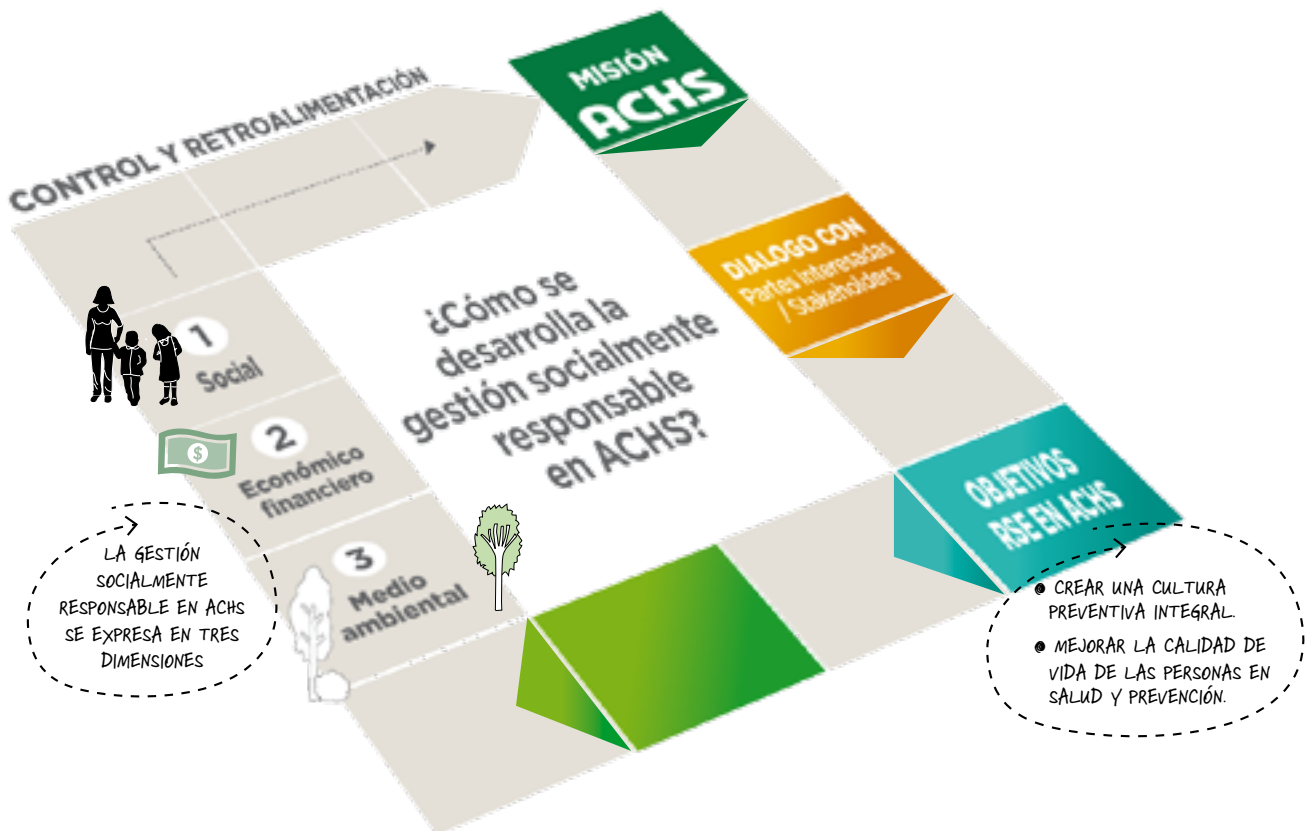 CONTROL Y RETROALIMENTACIÓN
MISIÓN
ACHS
DIALOGO CON
Partes interesadas
/ Stakeholders
OBJETIVOS
RSE EN ACHS
CREAR UNA CULTURA
PREVENTIVA INTEGRAL.
MEJORAR LA CALIDAD DE
VIDA DE LAS PERSONAS EN
SALUD Y PREVENCIÓN.
¿Cómo se
desarrolla la
gestión socialmente
responsable
en ACHS?
1
Social
2
Económico
financiero
$
3
Medio
ambiental
LA GESTIÓN
SOCIALMENTE
RESPONSABLE EN ACHS
SE EXPRESA EN TRES
DIMENSIONES